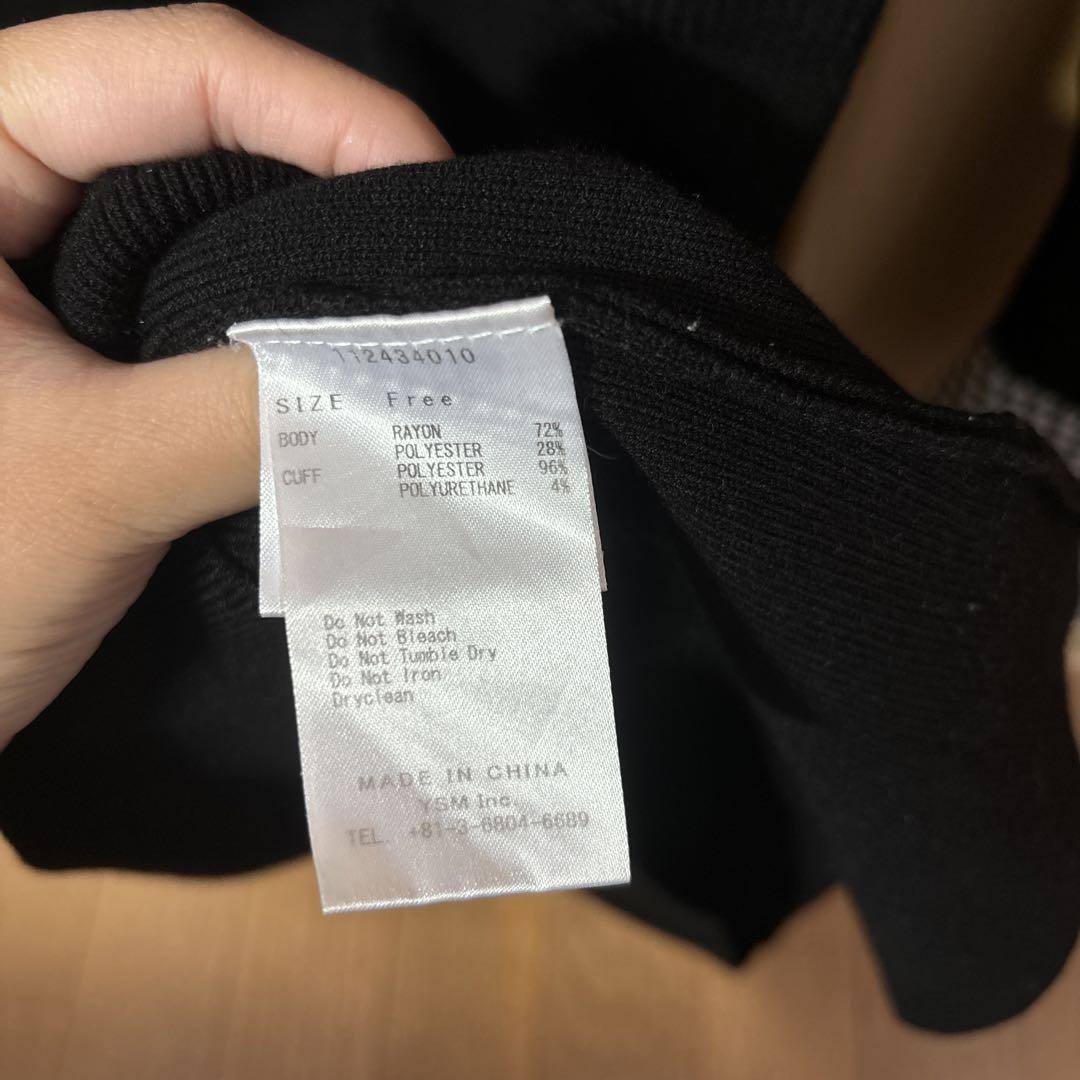 112434010
SIZE Free
BODY RAYON 72%
POLYESTER 28%
CUFF POLYESTER 96%
POLYURETHANE 4%
Do Not Wash
Do Not Bleach
Do Not Tumble Dry
Do Not Iron
Dryclean
MADE IN CHINA
YSM Inc.
TEL. +81-3-6804-6689